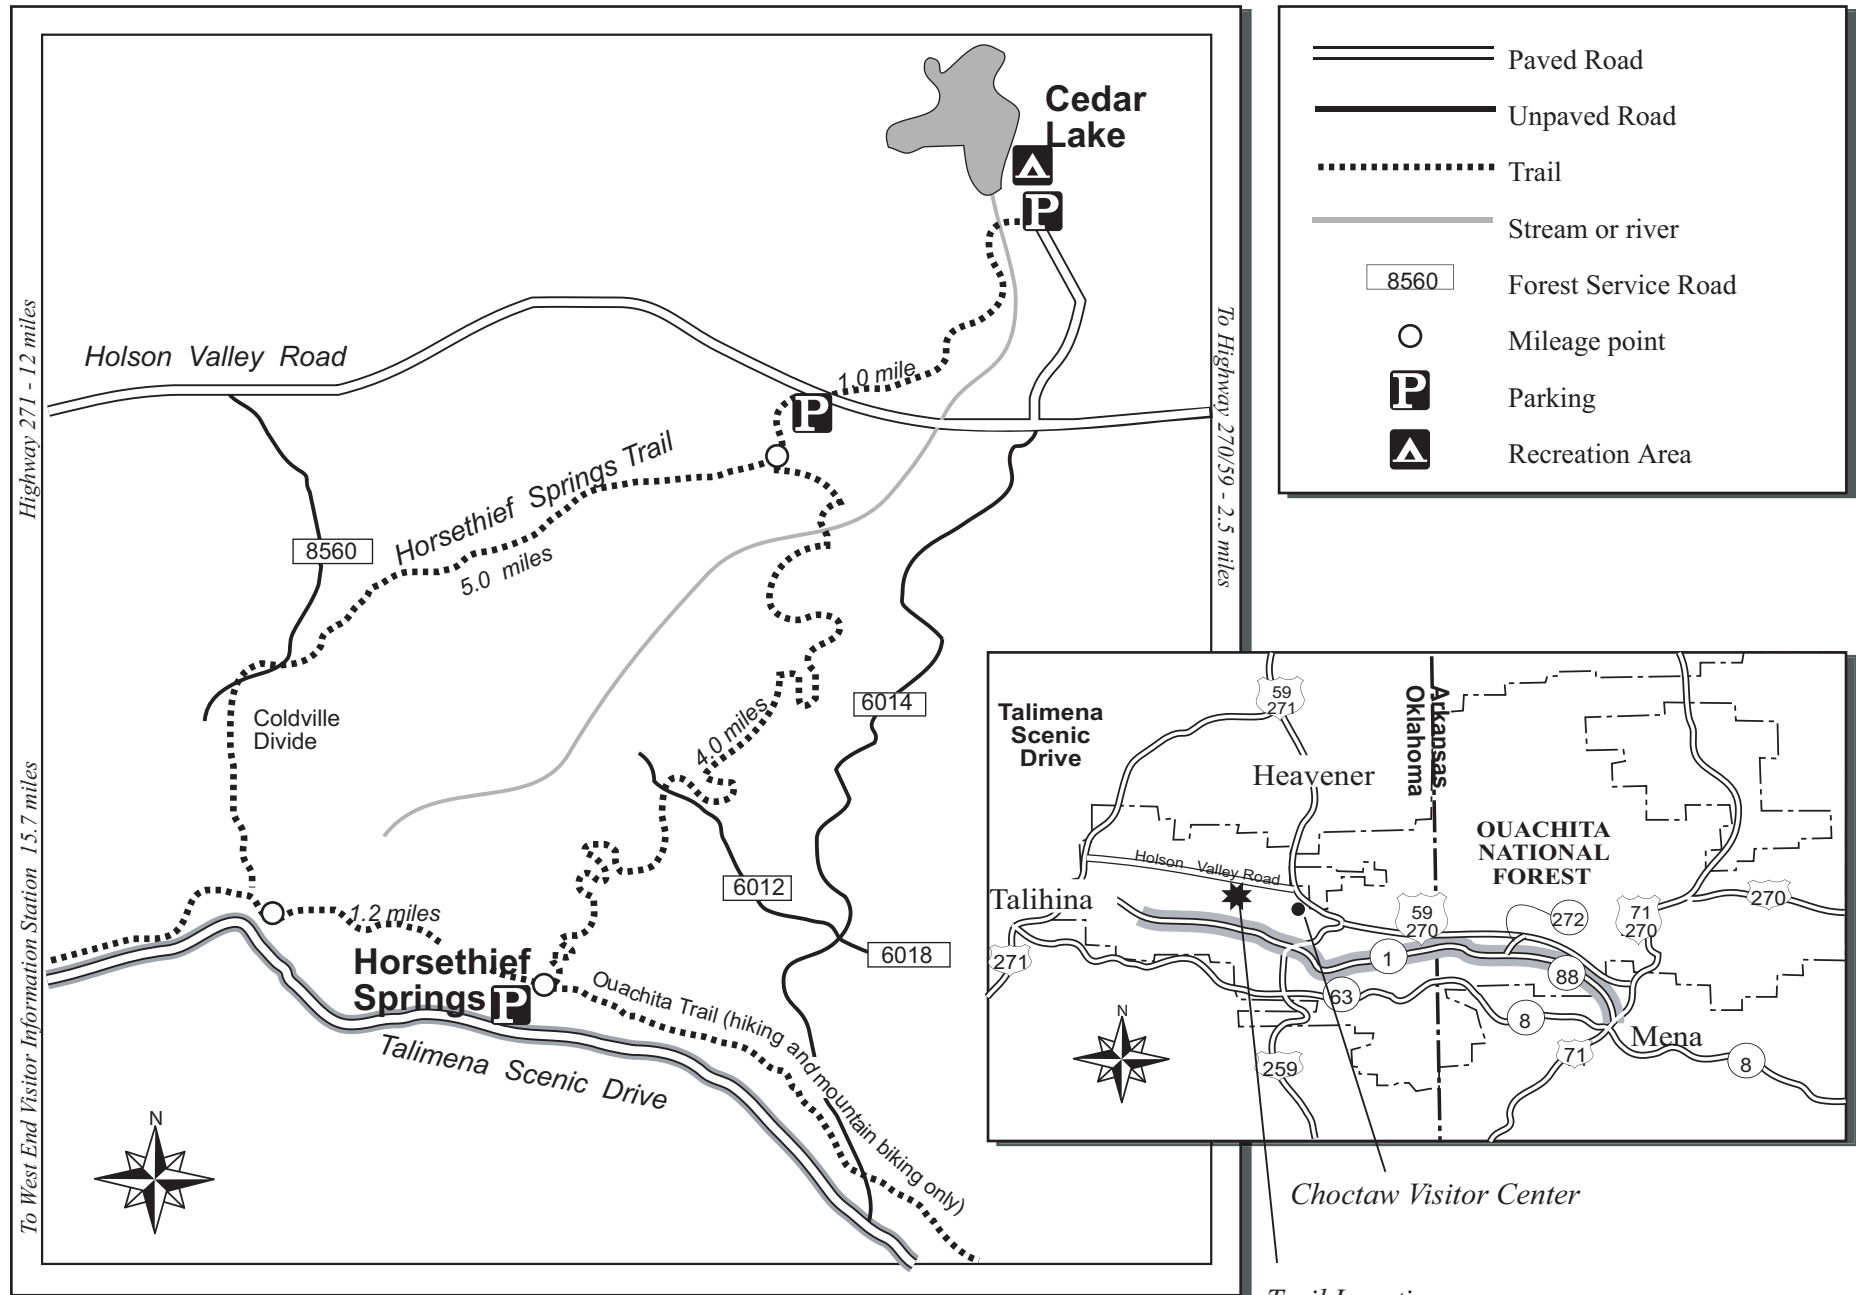 Cedar
Lake
Holson Valley Road
1.0 mile
Horsethief Springs Trail
5.0 miles
8560
Coldville
Divide
6014
4.0 miles
6012
6018
1.2 miles
Horsethief
Springs
Ouachita Trail (hiking and mountain biking only)
Talimena Scenic Drive
N
Highway 271 - 12 miles
To West End Visitor Information Station 15.7 miles
To Highway 270/59 - 2.5 miles
P
P
P
Paved Road
Unpaved Road
Trail
Stream or river
8560 Forest Service Road
Mileage point
P Parking
Recreation Area
Talimena
Scenic
Drive
59
271
Heavener
Arkansas
Oklahoma
OUACHITA
NATIONAL
FOREST
Holson Valley Road
Talihina
271
59
270
272
71
270
270
1
88
63
8
71
Mena
8
259
N
Choctaw Visitor Center